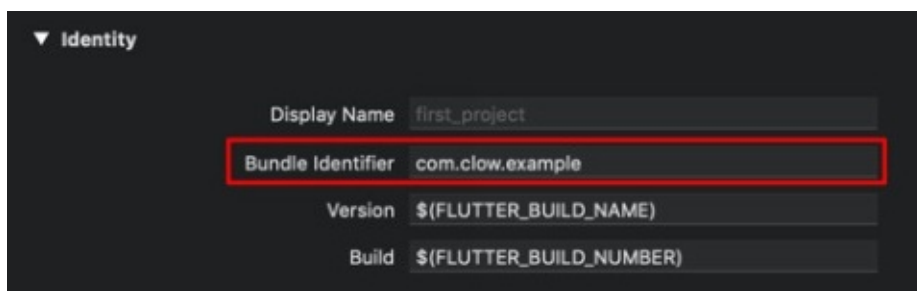 ▼ Identity
Display Name first_project
Bundle Identifier com.clow.example
Version $(FLUTTER_BUILD_NAME)
Build $(FLUTTER_BUILD_NUMBER)